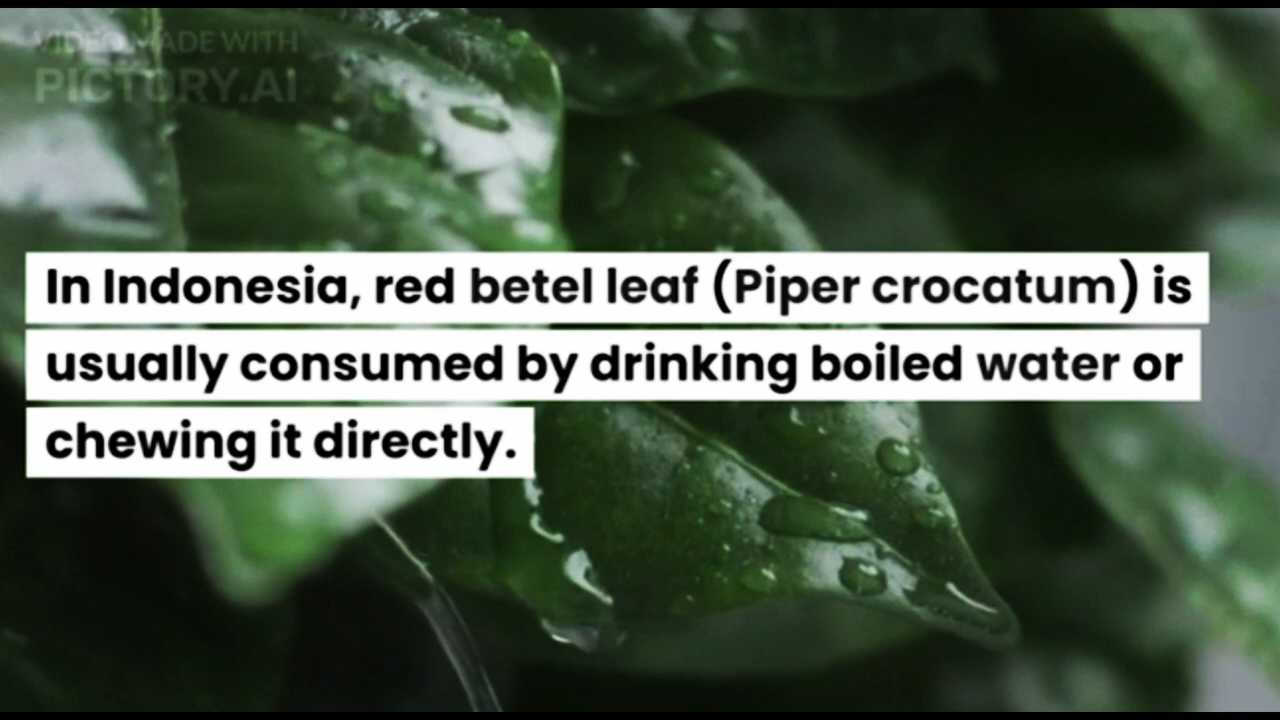 VIDEO MADE WITH
PICTORY.AI
In Indonesia, red betel leaf (Piper crocatum) is
usually consumed by drinking boiled water or
chewing it directly.